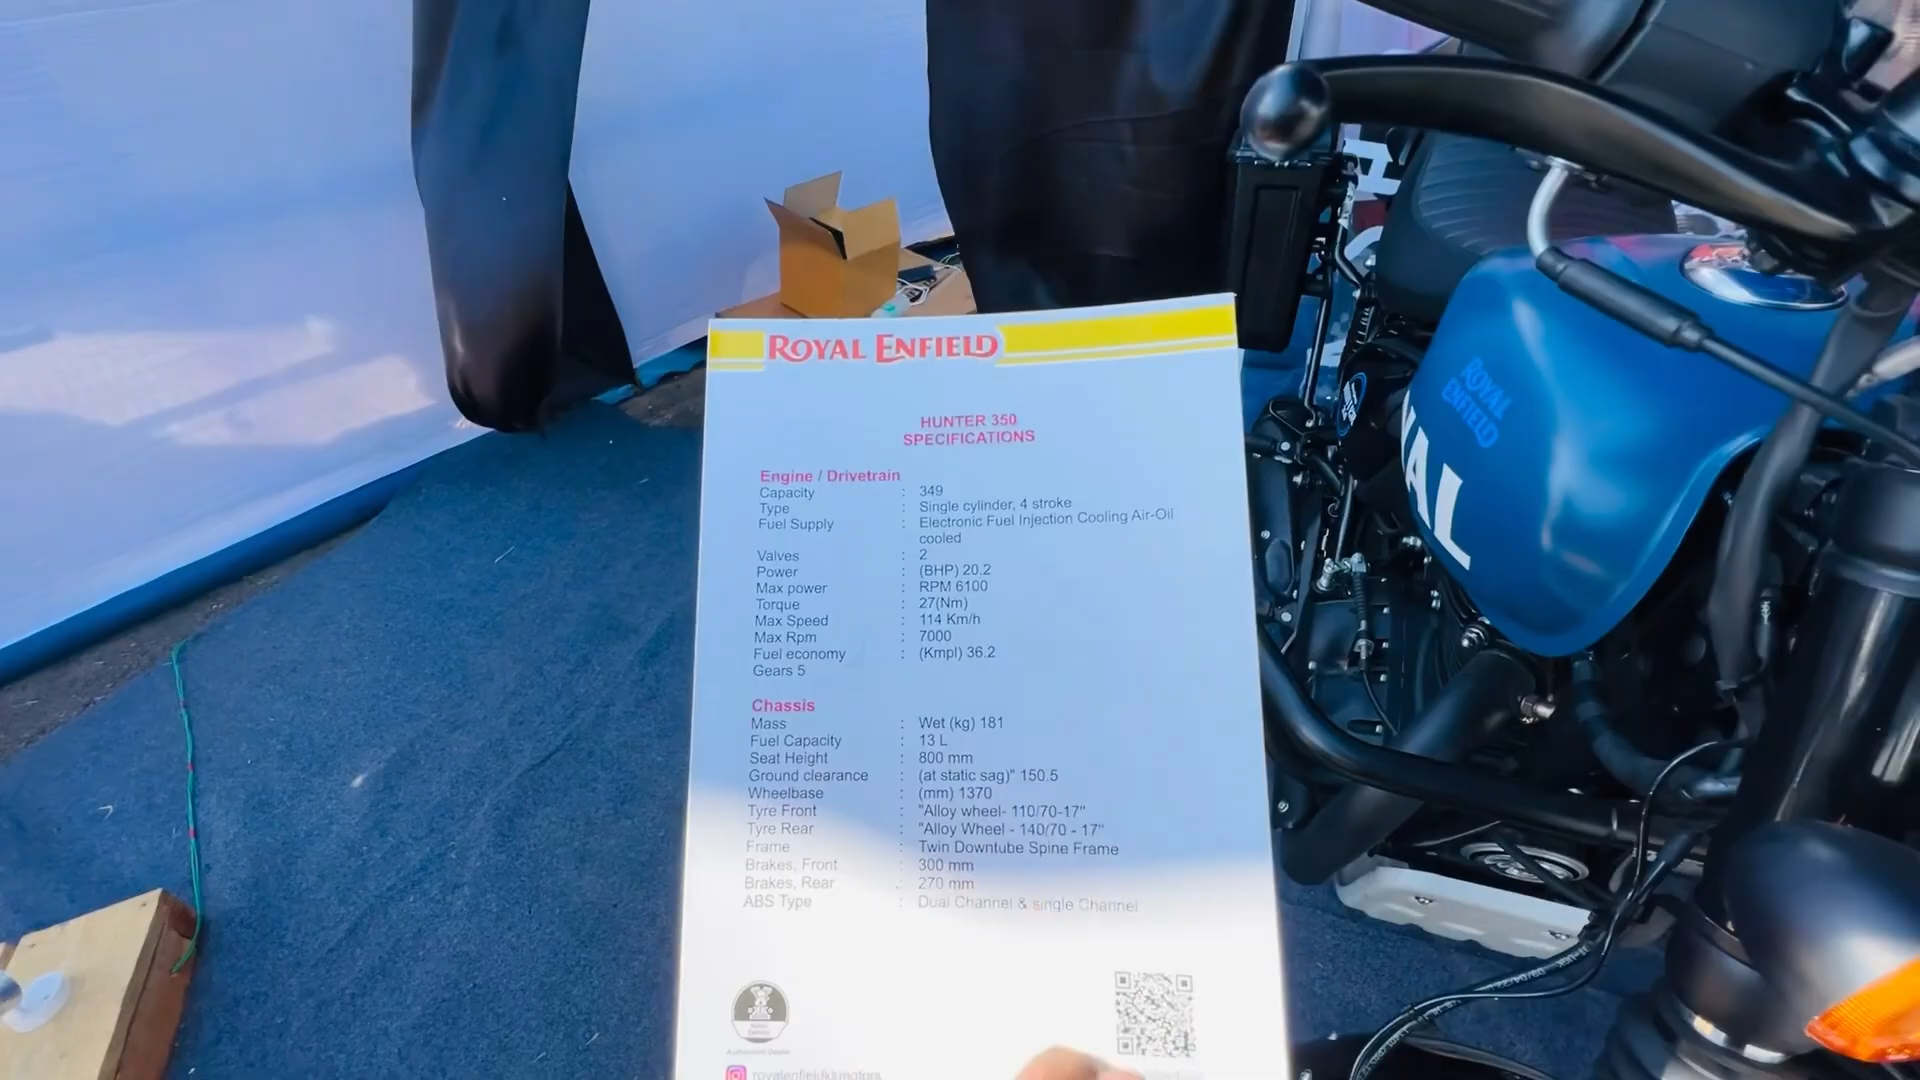 ROYAL ENFIELD
HUNTER 350
SPECIFICATIONS
Engine / Drivetrain
Capacity : 349
Type : Single cylinder, 4 stroke
Fuel Supply : Electronic Fuel Injection Cooling Air-Oil
cooled
Valves : 2
Power : (BHP) 20.2
Max power : RPM 6100
Torque : 27(Nm)
Max Speed : 114 Km/h
Max Rpm : 7000
Fuel economy : (Kmpl) 36.2
Gears 5
Chassis
Mass : Wet (kg) 181
Fuel Capacity : 13 L
Seat Height : 800 mm
Ground clearance : (at static sag)" 150.5
Wheelbase : (mm) 1370
Tyre Front : "Alloy wheel- 110/70-17"
Tyre Rear : "Alloy Wheel - 140/70 - 17"
Frame : Twin Downtube Spine Frame
Brakes, Front : 300 mm
Brakes, Rear : 270 mm
ABS Type : Dual Channel & single Channel
ROYAL
ENFIELD